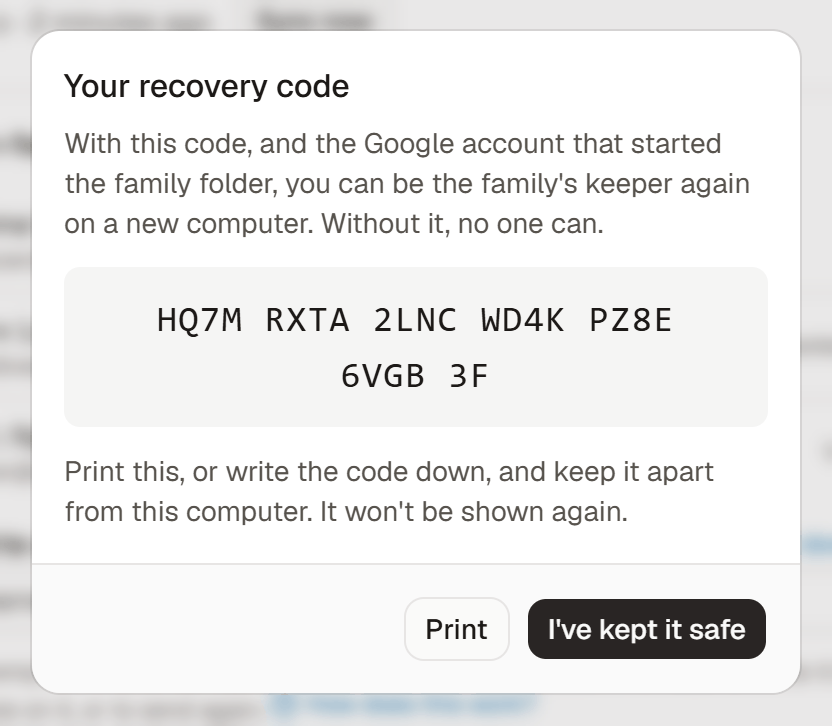 Your recovery code
With this code, and the Google account that started
the family folder, you can be the family's keeper again
on a new computer. Without it, no one can.
HQ7M RXTA 2LNC WD4K PZ8E
6VGB 3F
Print this, or write the code down, and keep it apart
from this computer. It won't be shown again.
Print
I've kept it safe